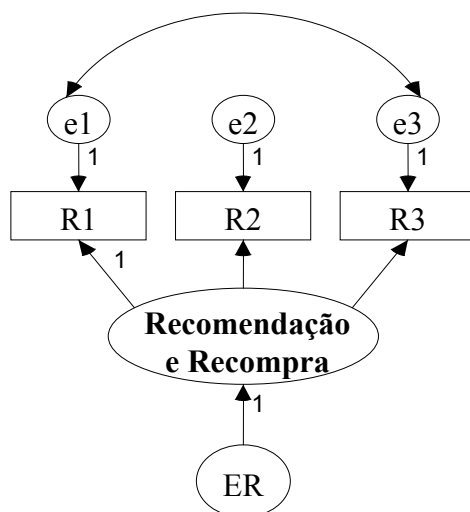 e1 e2 e3
1 1 1
R1 R2 R3
1
Recomendação
e Recompra
1
ER